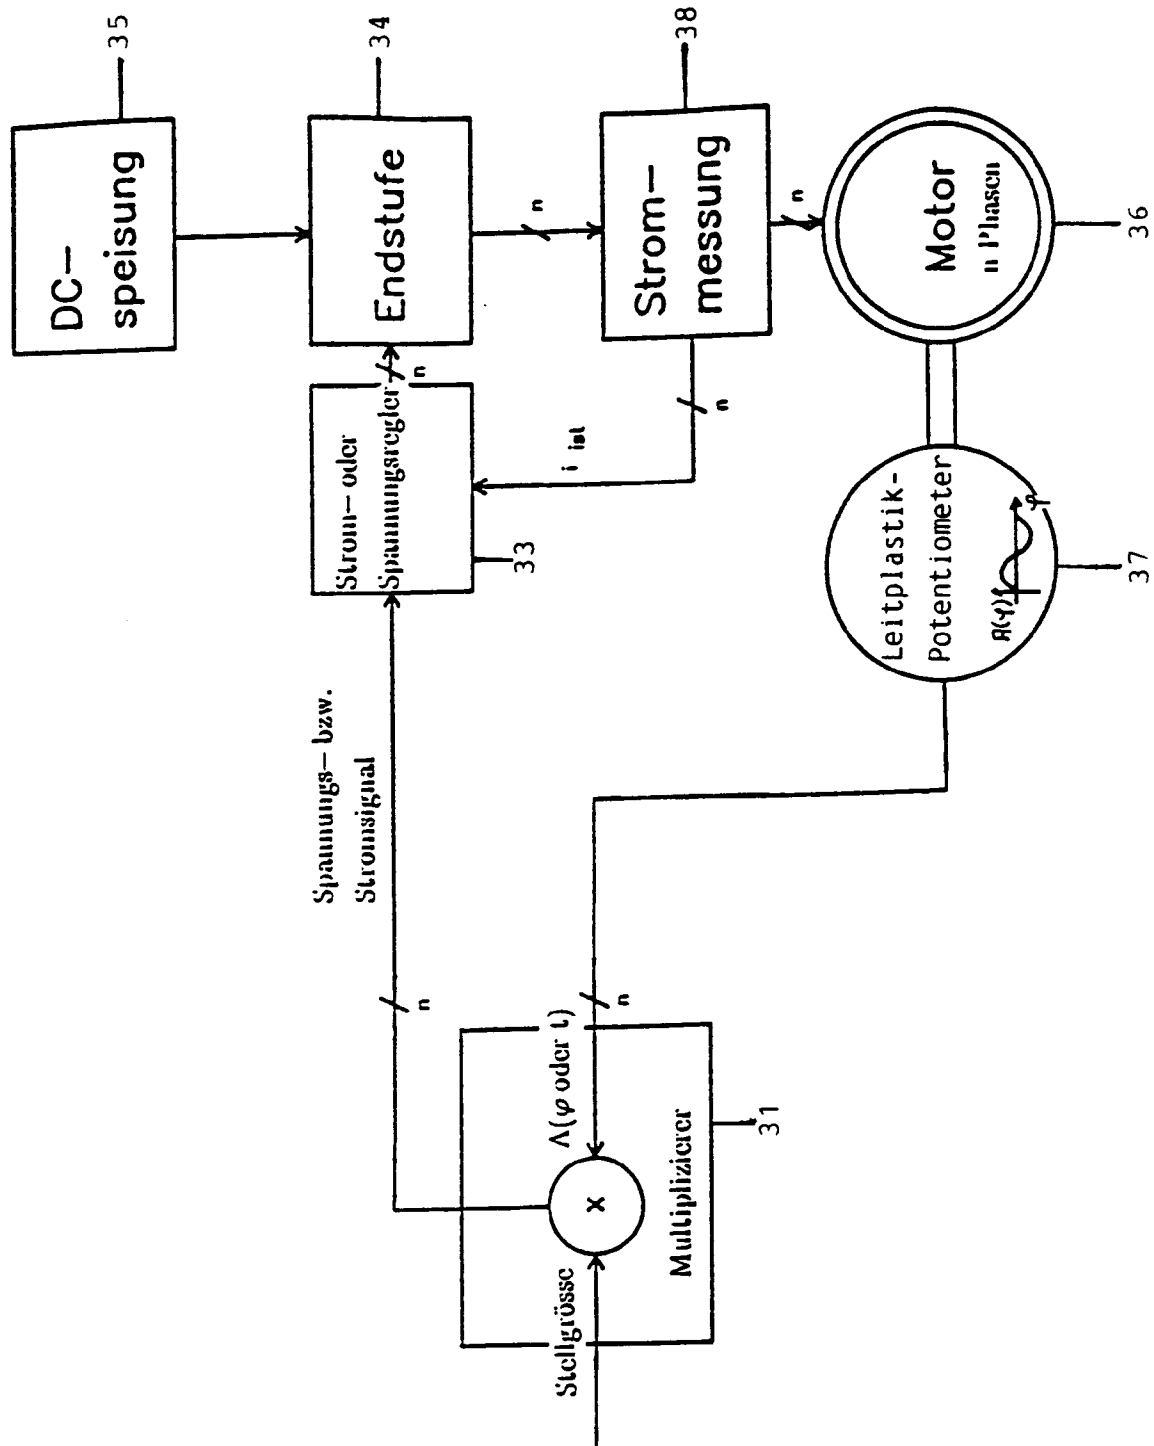 DC–
speisung
35
Endstufe
34
Strom–
messung
38
n
n
n
n
Strom– oder
Spannungsregler
33
i ist
Motor
n Phasen
36
Leitplastik-
Potentiometer
A(φ)
φ
37
Spannungs– bzw.
Stromsignal
n
n
A(φ oder t)
x
Stellgrösse
Multiplizierer
31